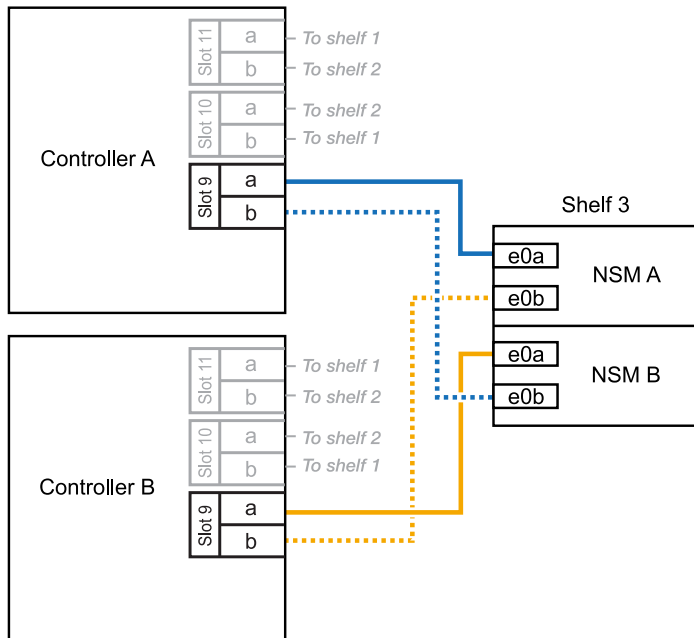 Controller A
Slot 11
a
To shelf 1
b
To shelf 2
Slot 10
a
To shelf 2
b
To shelf 1
Slot 9
a
b
Shelf 3
e0a
NSM A
e0b
e0a
NSM B
e0b
Controller B
Slot 11
a
To shelf 1
b
To shelf 2
Slot 10
a
To shelf 2
b
To shelf 1
Slot 9
a
b